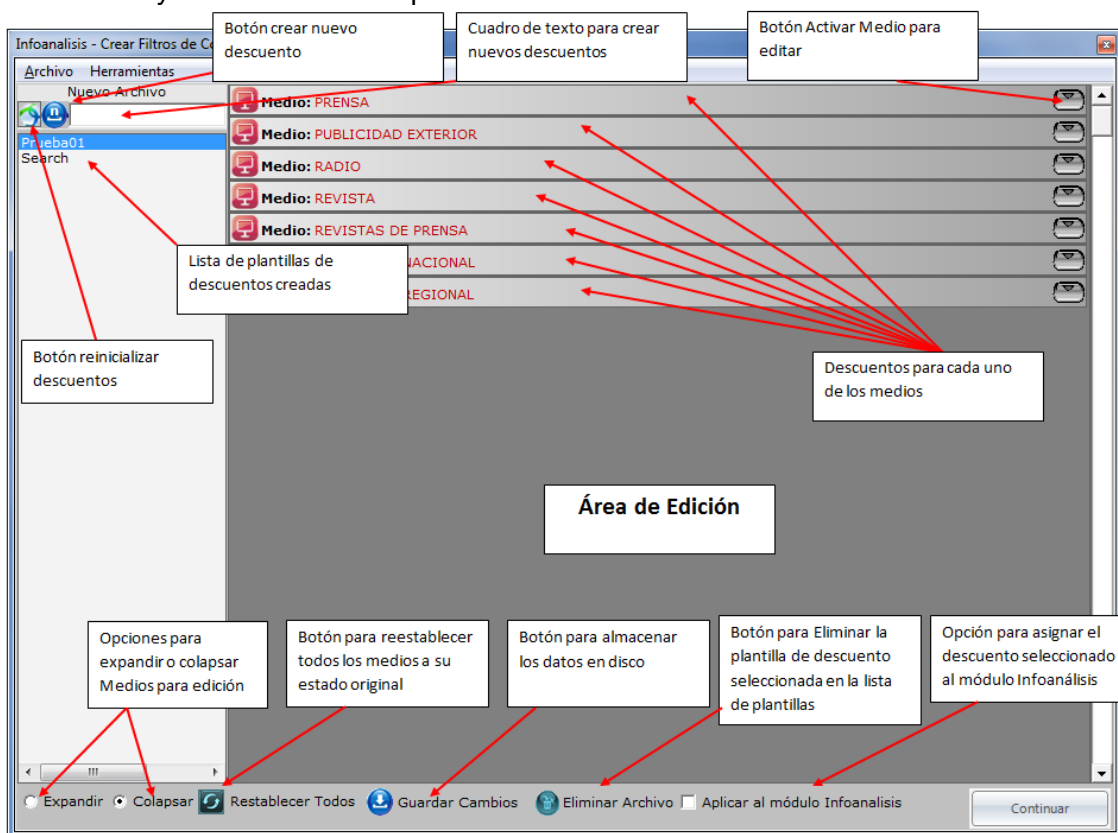 Botón crear nuevo
descuento
Cuadro de texto para crear
nuevos descuentos
Botón Activar Medio para
editar
Infoanalisis - Crear Filtros de Co
Archivo Herramientas
Nuevo Archivo
n
Prueba01
Search
Medio: PRENSA
Medio: PUBLICIDAD EXTERIOR
Medio: RADIO
Medio: REVISTA
Medio: REVISTAS DE PRENSA
NACIONAL
REGIONAL
Lista de plantillas de
descuentos creadas
Botón reinicializar
descuentos
Descuentos para cada uno
de los medios
Área de Edición
Opciones para
expandir o colapsar
Medios para edición
Botón para reestablecer
todos los medios a su
estado original
Botón para almacenar
los datos en disco
Botón para Eliminar la
plantilla de descuento
seleccionada en la lista
de plantillas
Opción para asignar el
descuento seleccionado
al módulo Infoanálisis
Expandir Colapsar Restablecer Todos Guardar Cambios Eliminar Archivo Aplicar al módulo Infoanalisis Continuar